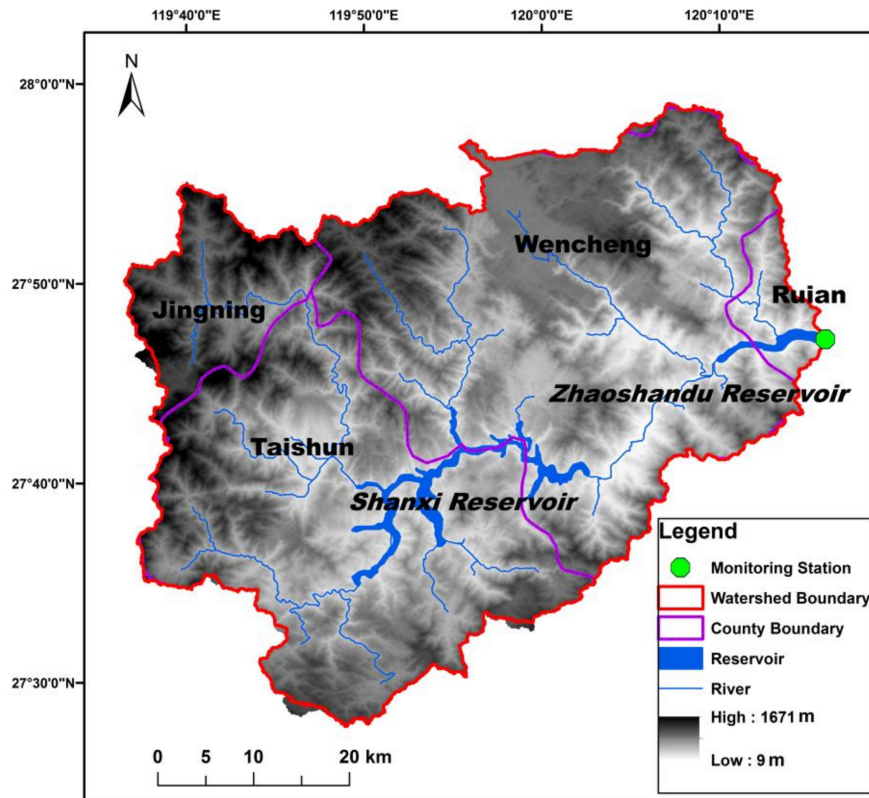 119°40'0"E 119°50'0"E 120°0'0"E 120°10'0"E
N
28°0'0"N
Wencheng
27°50'0"N
Ruian
Jingning
Zhaoshandu Reservoir
Taishun
27°40'0"N
Shanxi Reservoir
Legend
Monitoring Station
Watershed Boundary
County Boundary
Reservoir
27°30'0"N
River
High : 1671 m
Low : 9 m
0 5 10 20 km